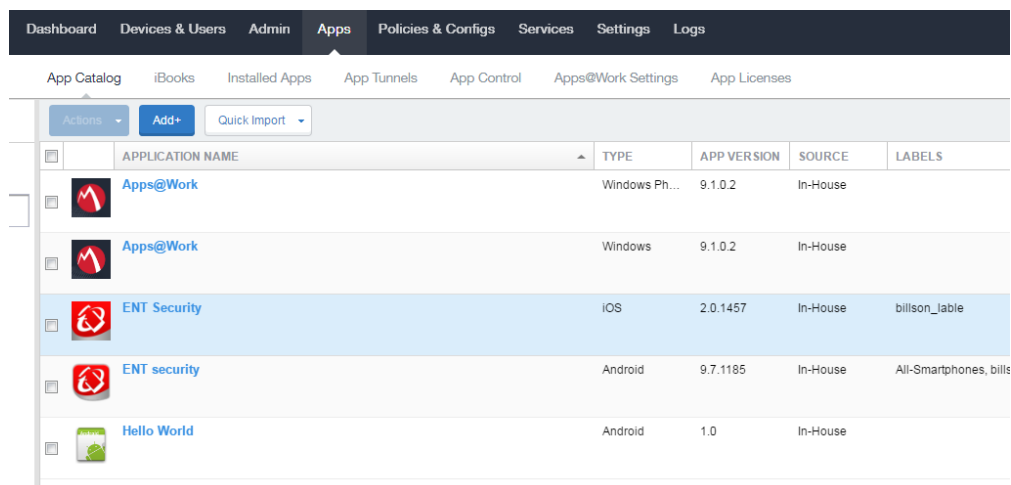 Dashboard Devices & Users Admin Apps Policies & Configs Services Settings Logs
App Catalog iBooks Installed Apps App Tunnels App Control Apps@Work Settings App Licenses
Actions Add+ Quick Import
APPLICATION NAME TYPE APP VERSION SOURCE LABELS
Apps@Work Windows Ph... 9.1.0.2 In-House
Apps@Work Windows 9.1.0.2 In-House
ENT Security iOS 2.0.1457 In-House billson_lable
ENT security Android 9.7.1185 In-House All-Smartphones, bills
Hello World Android 1.0 In-House